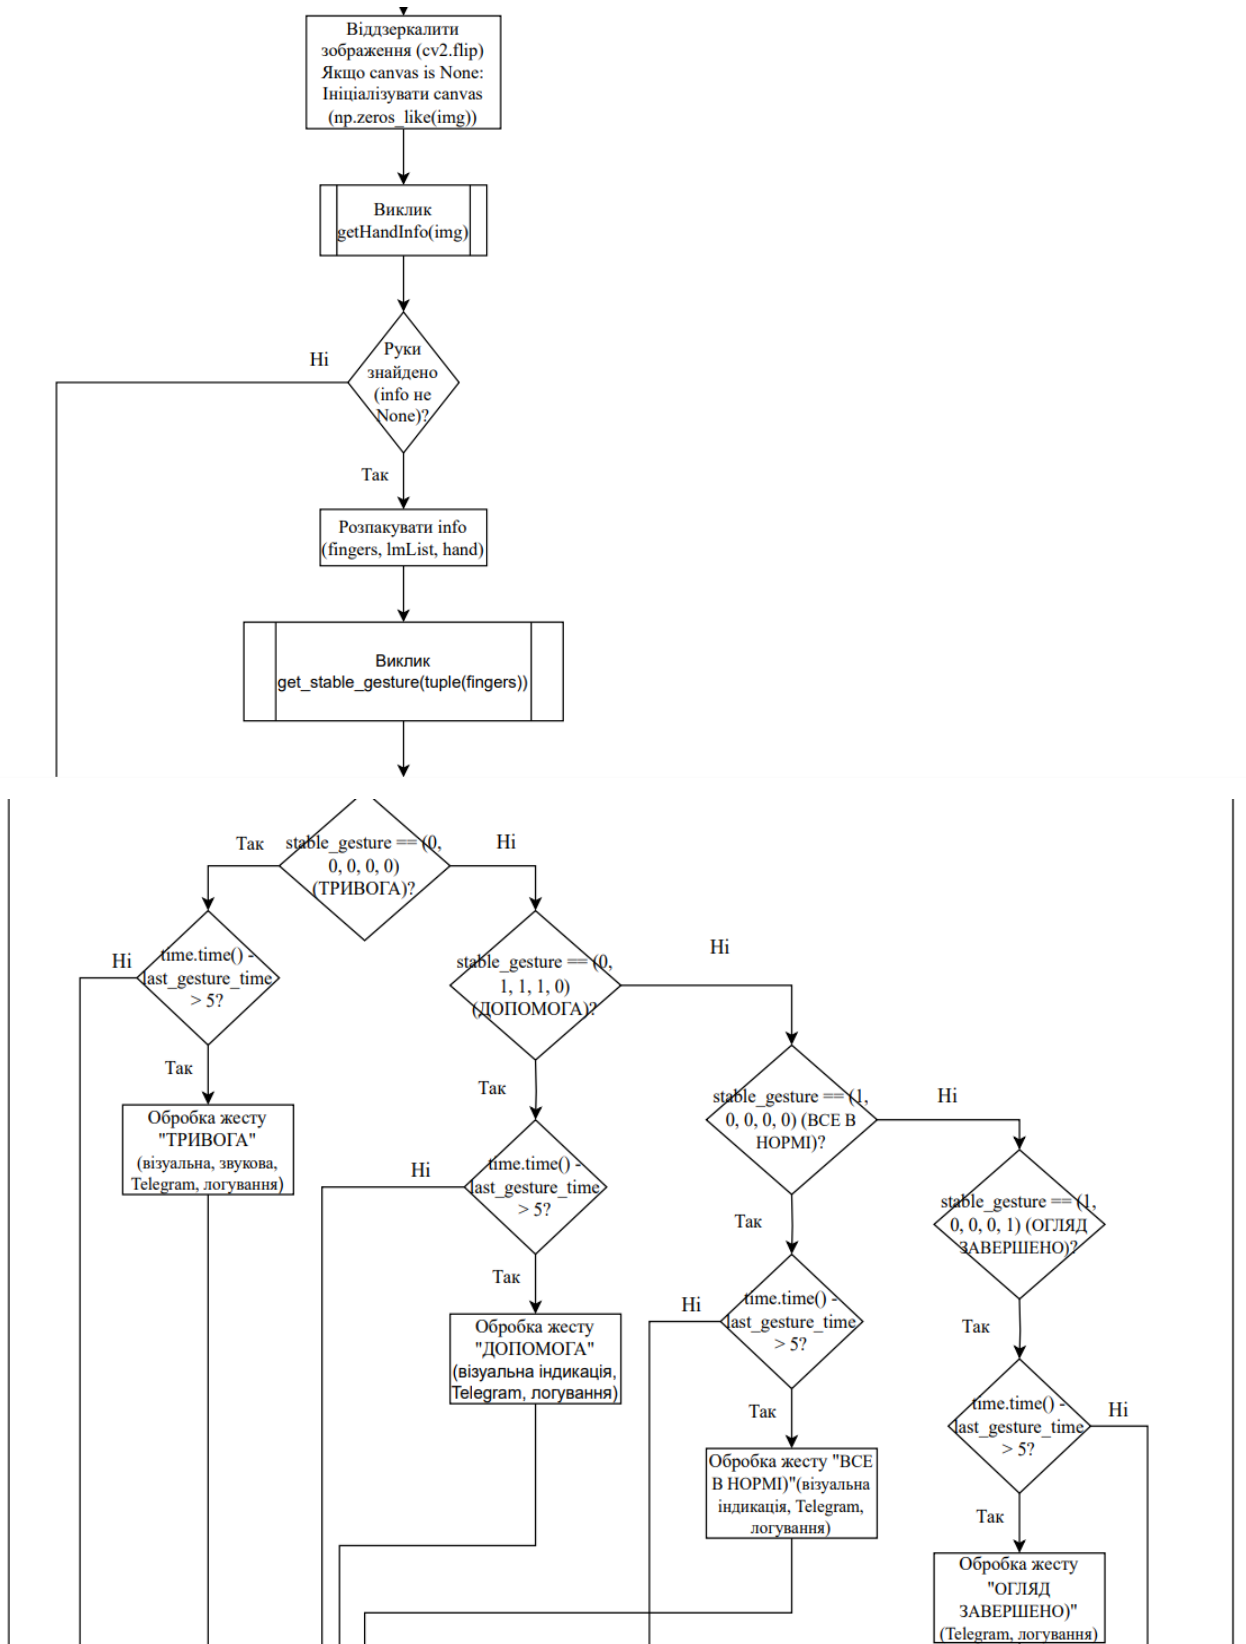 Віддзеркалити
зображення (cv2.flip)
Якщо canvas is None:
Ініціалізувати canvas
(np.zeros_like(img))
Виклик
getHandInfo(img)
Ні
Руки
знайдено
(info не
None)?
Так
Розпакувати info
(fingers, lmList, hand)
Виклик
get_stable_gesture(tuple(fingers))
Так
stable_gesture == (0,
0, 0, 0, 0)
(ТРИВОГА)?
Ні
Ні
time.time() -
last_gesture_time
> 5?
Так
Обробка жесту
"ТРИВОГА"
(візуальна, звукова,
Telegram, логування)
stable_gesture == (0,
1, 1, 1, 0)
(ДОПОМОГА)?
Ні
Так
Ні
time.time() -
last_gesture_time
> 5?
Так
Обробка жесту
"ДОПОМОГА"
(візуальна індикація,
Telegram, логування)
stable_gesture == (1,
0, 0, 0, 0) (ВСЕ В
НОРМІ)?
Ні
Так
Ні
time.time() -
last_gesture_time
> 5?
Так
Обробка жесту "ВСЕ
В НОРМІ)"(візуальна
індикація, Telegram,
логування)
stable_gesture == (1,
0, 0, 0, 1) (ОГЛЯД
ЗАВЕРШЕНО)?
Так
time.time() -
last_gesture_time
> 5?
Ні
Так
Обробка жесту
"ОГЛЯД
ЗАВЕРШЕНО)"
(Telegram, логування)